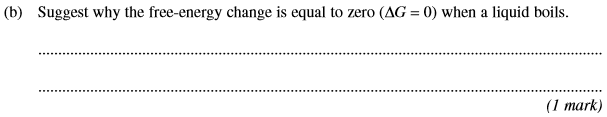 (b) Suggest why the free-energy change is equal to zero (ΔG = 0) when a liquid boils.
(1 mark)